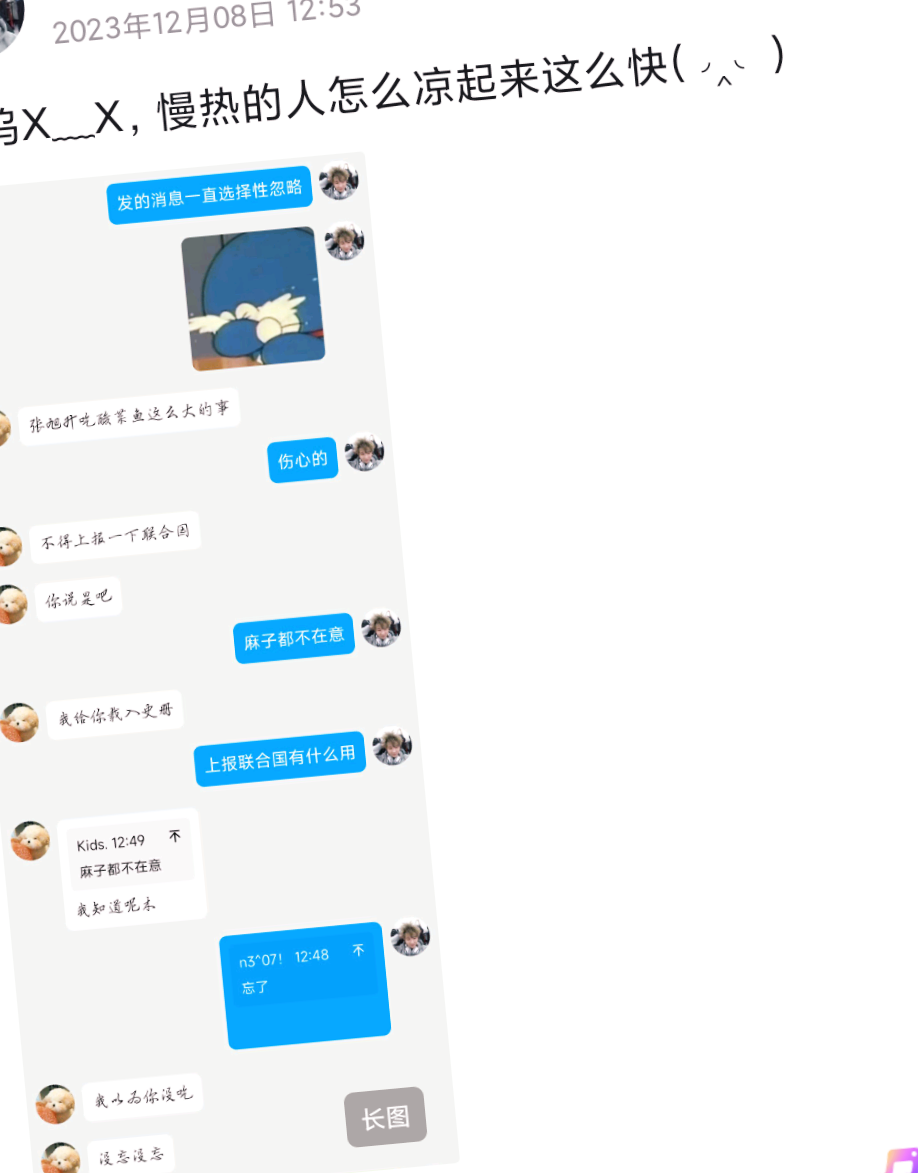 2023年12月08日 12:53
呜X﹏X, 慢热的人怎么凉起来这么快(
发的消息一直选择性忽略
张旭升吃酸菜鱼这么大的事
伤心的
不得上报一下联合国
你说是吧
麻子都不在意
我给你载入史册
上报联合国有什么用
Kids. 12:49
麻子都不在意
我知道呢木
n3^07! 12:48
忘了
我以为你没吃
没忘没忘
长图